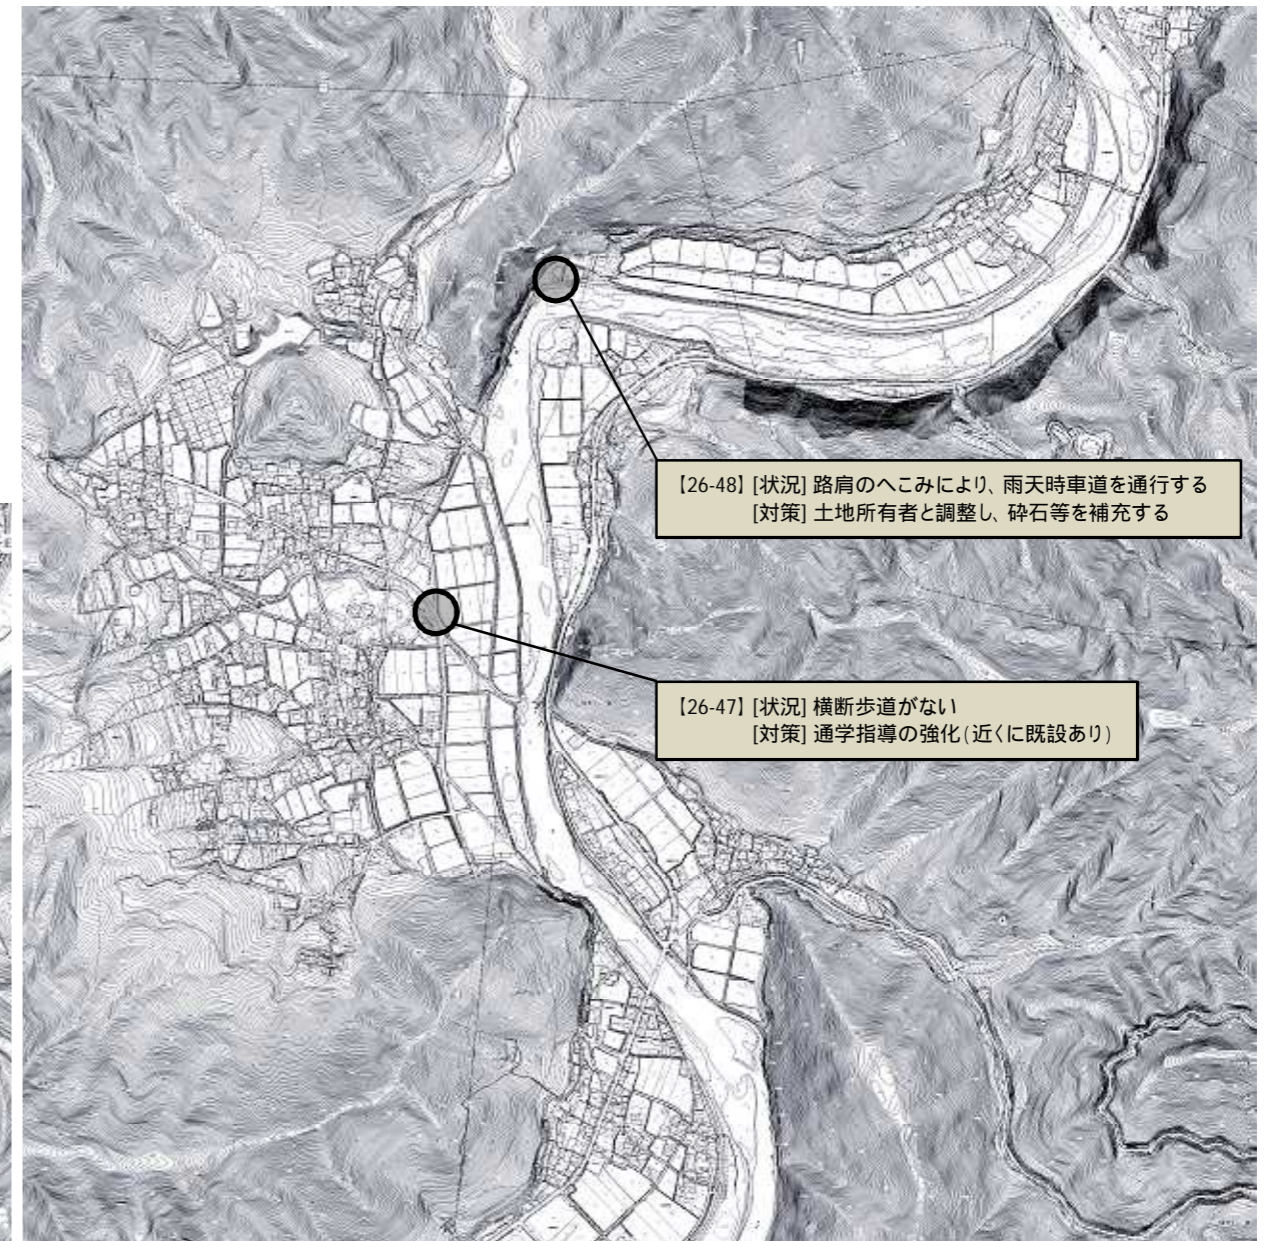 【26-48】 [状況] 路肩のへこみにより、雨天時車道を通行する
[対策] 土地所有者と調整し、砕石等を補充する
【26-47】 [状況] 横断歩道がない
[対策] 通学指導の強化(近くに既設あり)